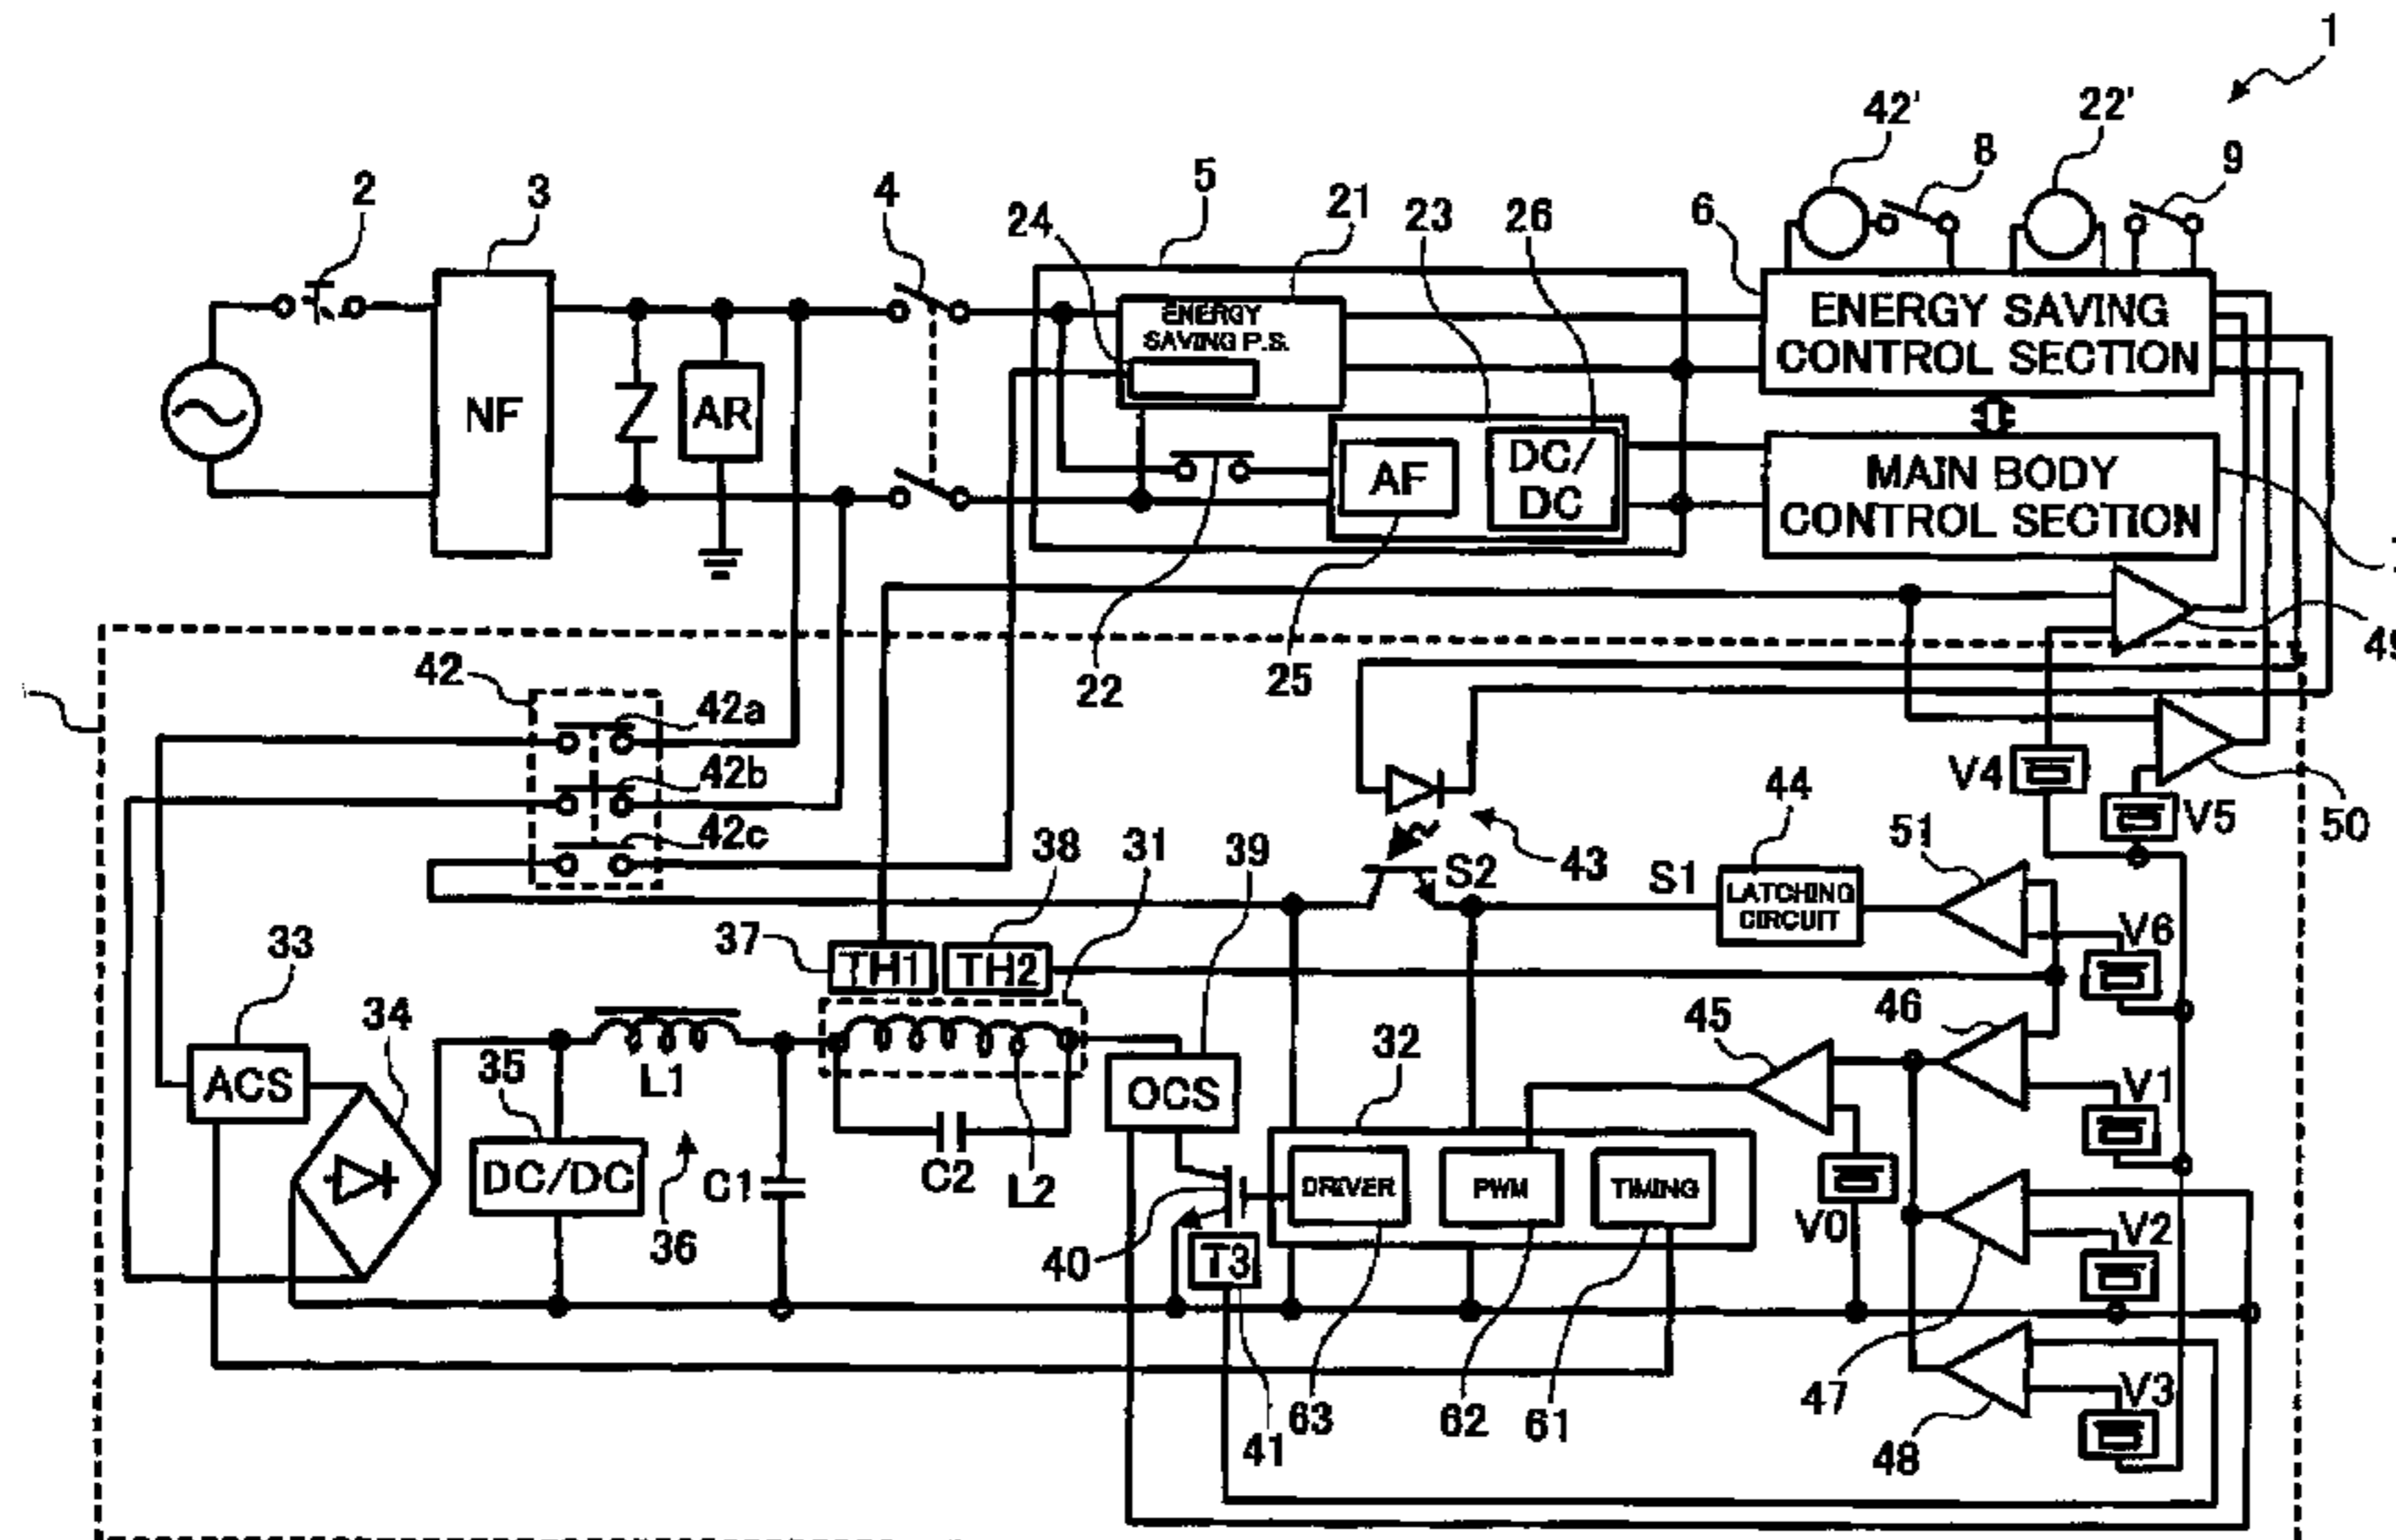 1
42'
22'
8
9
2
3
4
5
24
21
23
26
6
ENERGY
SAVING P.S.
ENERGY SAVING
CONTROL SECTION
NF
AR
AF
DC/
DC
MAIN BODY
CONTROL SECTION
22
25
42
42a
42b
42c
V4
V5
50
44
51
43
S2
S1
LATCHING
CIRCUIT
V6
38
31
39
37
TH1
TH2
33
34
35
L1
32
45
46
ACS
OCS
V1
DC/DC
C1
C2
L2
36
40
T3
DRIVER
PWM
TIMING
V0
V2
47
V3
48
41
63
62
61